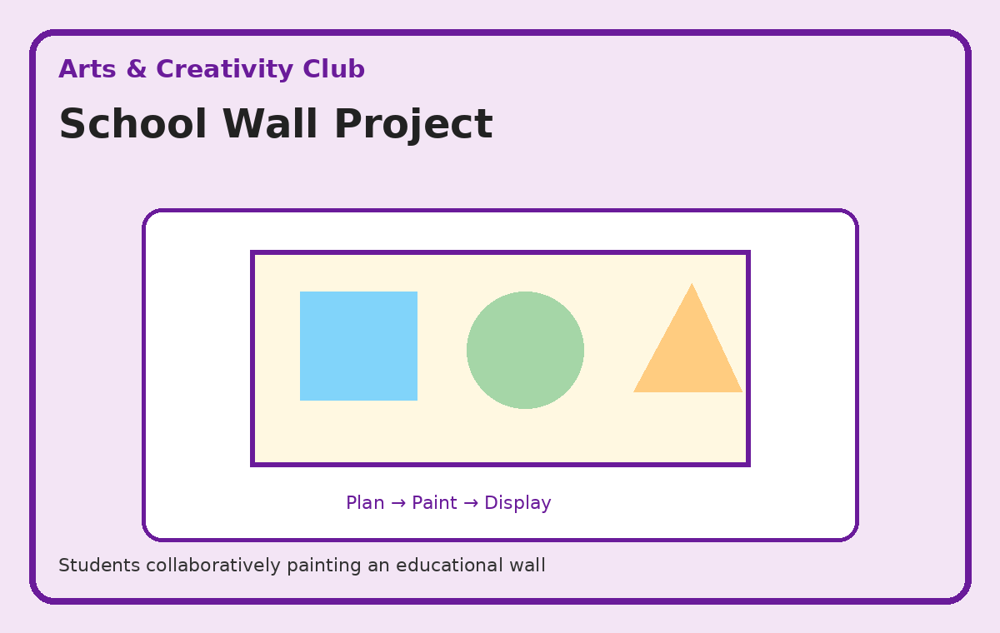 Arts & Creativity Club
School Wall Project
Plan → Paint → Display
Students collaboratively painting an educational wall